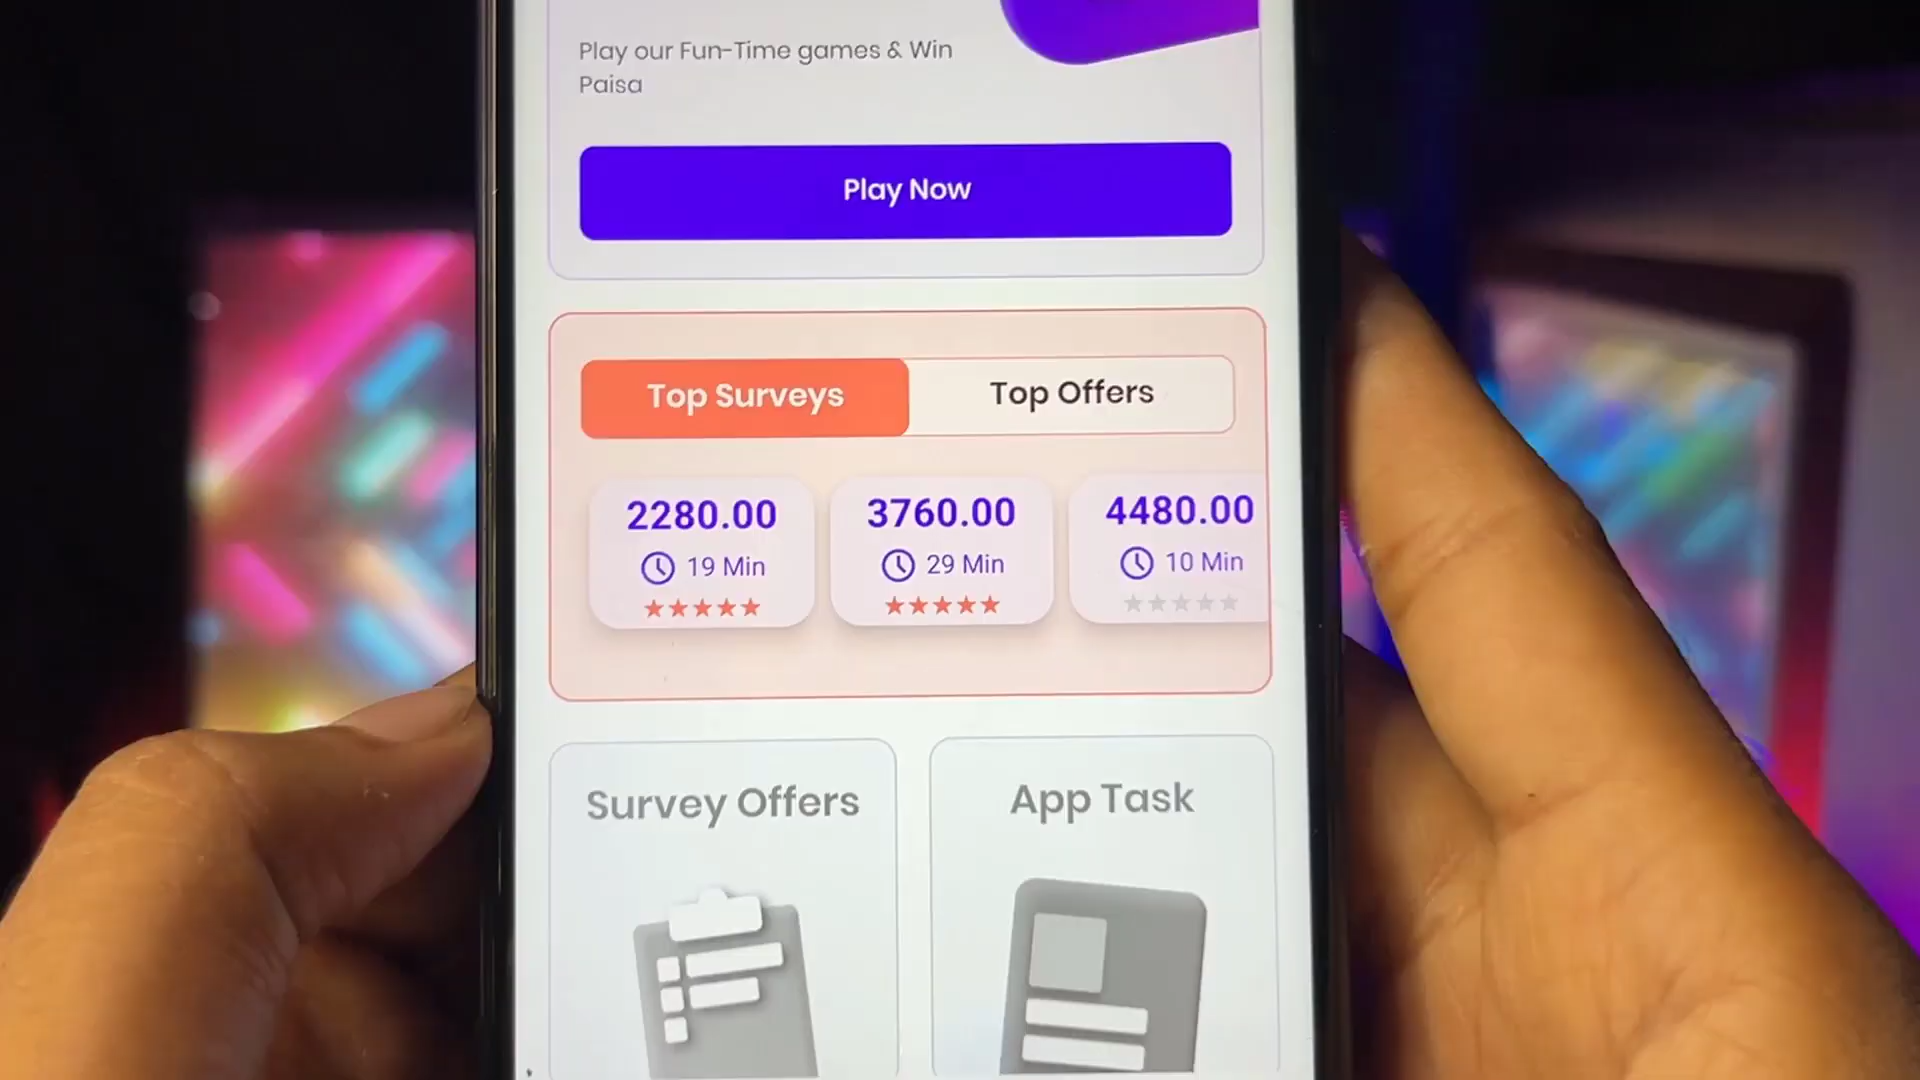 Play our Fun-Time games & Win
Paisa
Play Now
Top Surveys
Top Offers
2280.00
19 Min
3760.00
29 Min
4480.00
10 Min
Survey Offers
App Task